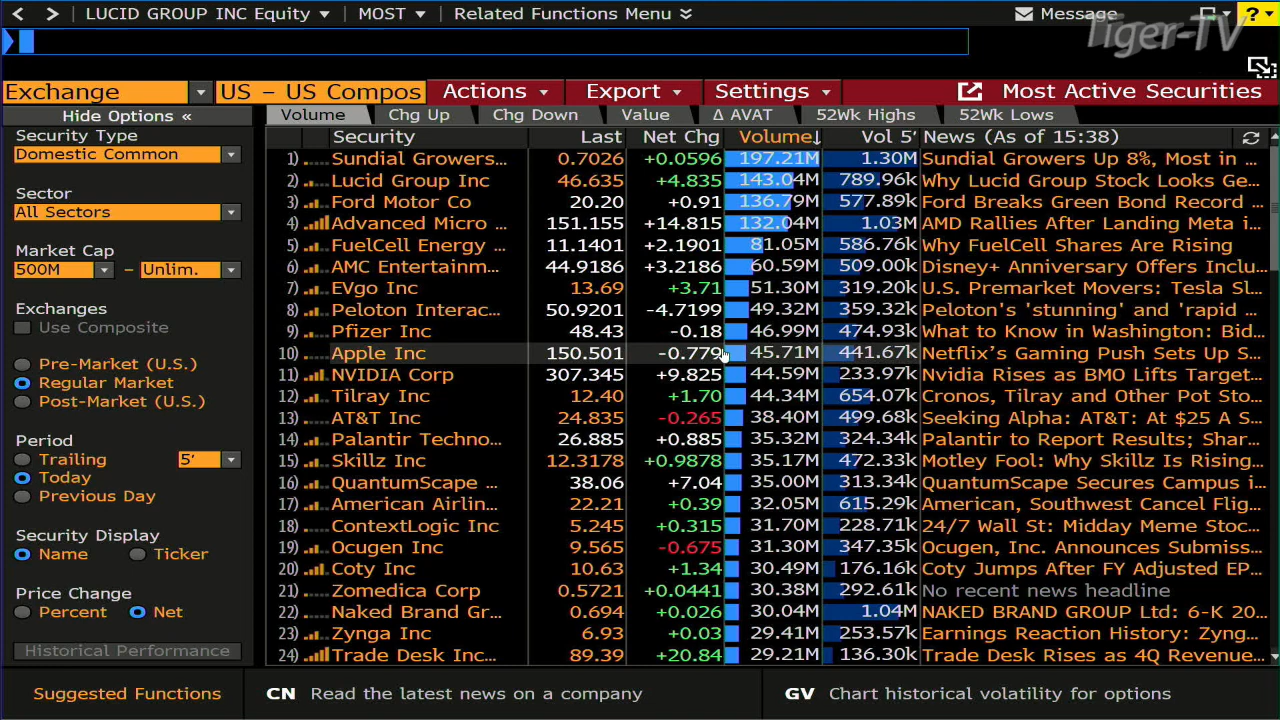 < > LUCID GROUP INC Equity MOST Related Functions Menu Message ?
Tiger-TV
Exchange US - US Compos Actions Export Settings Most Active Securities
Hide Options « Volume Chg Up Chg Down Value Δ AVAT 52Wk Highs 52Wk Lows
Security Type
Domestic Common
Sector
All Sectors
Market Cap
500M - Unlim.
Exchanges
Use Composite
Pre-Market (U.S.)
Regular Market
Post-Market (U.S.)
Period
Trailing 5'
Today
Previous Day
Security Display
Name Ticker
Price Change
Percent Net
Historical Performance
Security Last Net Chg Volume↓ Vol 5' News (As of 15:38)
1) Sundial Growers... 0.7026 +0.0596 197.21M 1.30M Sundial Growers Up 8%, Most in ...
2) Lucid Group Inc 46.635 +4.835 143.04M 789.96k Why Lucid Group Stock Looks Ge...
3) Ford Motor Co 20.20 +0.91 136.79M 577.89k Ford Breaks Green Bond Record ...
4) Advanced Micro ... 151.155 +14.815 132.04M 1.03M AMD Rallies After Landing Meta i...
5) FuelCell Energy ... 11.1401 +2.1901 81.05M 586.76k Why FuelCell Shares Are Rising
6) AMC Entertainm... 44.9186 +3.2186 60.59M 509.00k Disney+ Anniversary Offers Inclu...
7) EVgo Inc 13.69 +3.71 51.30M 319.20k U.S. Premarket Movers: Tesla Sl...
8) Peloton Interac... 50.9201 -4.7199 49.32M 359.32k Peloton's 'stunning' and 'rapid ...
9) Pfizer Inc 48.43 -0.18 46.99M 474.93k What to Know in Washington: Bid...
10) Apple Inc 150.501 -0.779 45.71M 441.67k Netflix's Gaming Push Sets Up S...
11) NVIDIA Corp 307.345 +9.825 44.59M 233.97k Nvidia Rises as BMO Lifts Target...
12) Tilray Inc 12.40 +1.70 44.34M 654.07k Cronos, Tilray and Other Pot Sto...
13) AT&T Inc 24.835 -0.265 38.40M 499.68k Seeking Alpha: AT&T: At $25 A S...
14) Palantir Techno... 26.885 +0.885 35.32M 324.34k Palantir to Report Results; Shar...
15) Skillz Inc 12.3178 +0.9878 35.17M 472.33k Motley Fool: Why Skillz Is Rising...
16) QuantumScape ... 38.06 +7.04 35.00M 313.34k QuantumScape Secures Campus i...
17) American Airlin... 22.21 +0.39 32.05M 615.29k American, Southwest Cancel Flig...
18) ContextLogic Inc 5.245 +0.315 31.70M 228.71k 24/7 Wall St: Midday Meme Stoc...
19) Ocugen Inc 9.565 -0.675 31.30M 347.35k Ocugen, Inc. Announces Submiss...
20) Coty Inc 10.63 +1.34 30.49M 176.16k Coty Jumps After FY Adjusted EP...
21) Zomedica Corp 0.5721 +0.0441 30.38M 292.61k No recent news headline
22) Naked Brand Gr... 0.694 +0.026 30.04M 1.04M NAKED BRAND GROUP Ltd: 6-K 20...
23) Zynga Inc 6.93 +0.03 29.41M 253.57k Earnings Reaction History: Zyng...
24) Trade Desk Inc... 89.39 +20.84 29.21M 136.30k Trade Desk Rises as 4Q Revenue...
Suggested Functions CN Read the latest news on a company GV Chart historical volatility for options